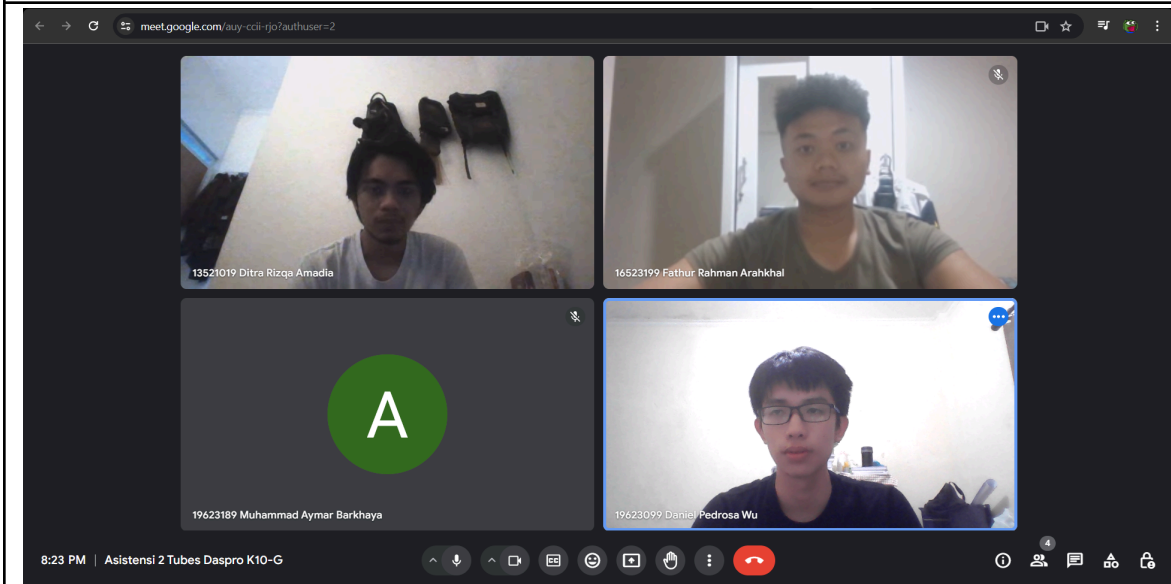 meet.google.com/auy-ccii-rjo?authuser=2
13521019 Ditra Rizqa Amadia
16523199 Fathur Rahman Arahkhal
A
19623189 Muhammad Aymar Barkhaya
19623099 Daniel Pedrosa Wu
8:23 PM | Asistensi 2 Tubes Daspro K10-G
CC
4